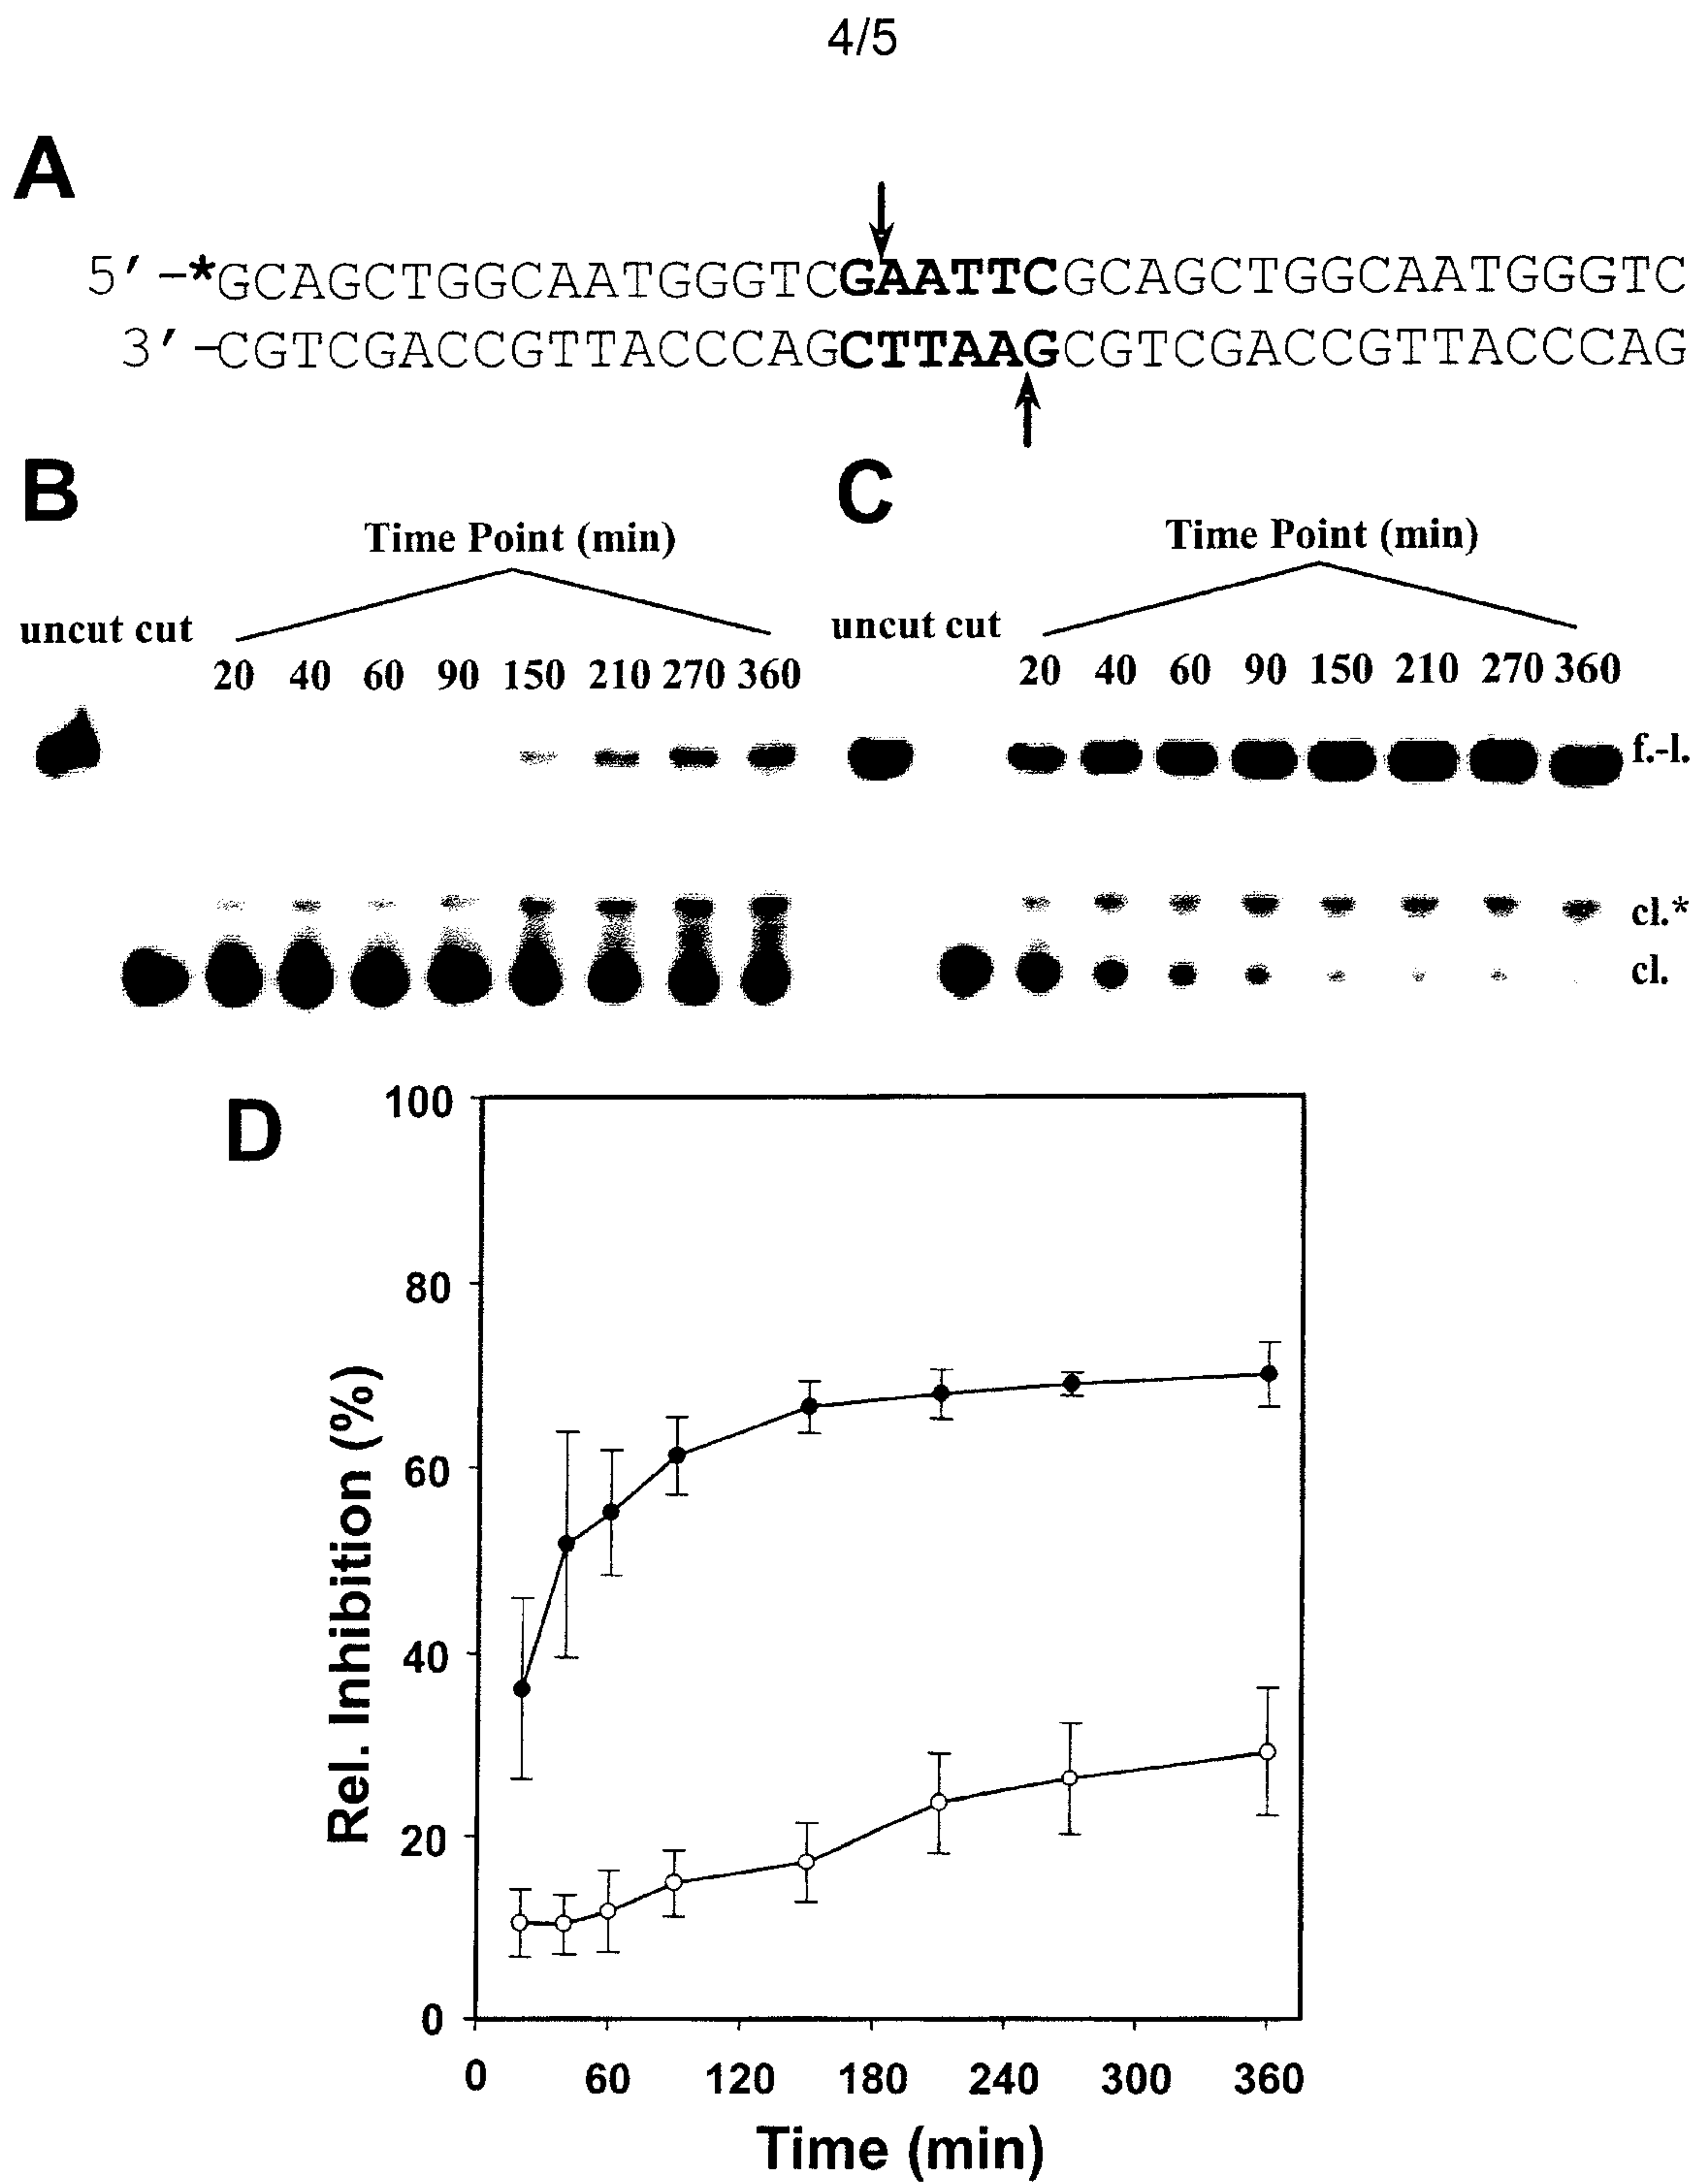 4/5
A
5′-*GCAGCTGGCAATGGGTCGAATTCGCAGCTGGCAATGGGTC
3′-CGTCGACCGTTACCCAGCTTAAGCGTCGACCGTTACCCAG
B
Time Point (min)
uncut cut
20 40 60 90 150 210 270 360
C
Time Point (min)
uncut cut
20 40 60 90 150 210 270 360
f.-l.
cl.*
cl.
D
100
80
60
40
20
0
Rel. Inhibition (%)
0 60 120 180 240 300 360
Time (min)